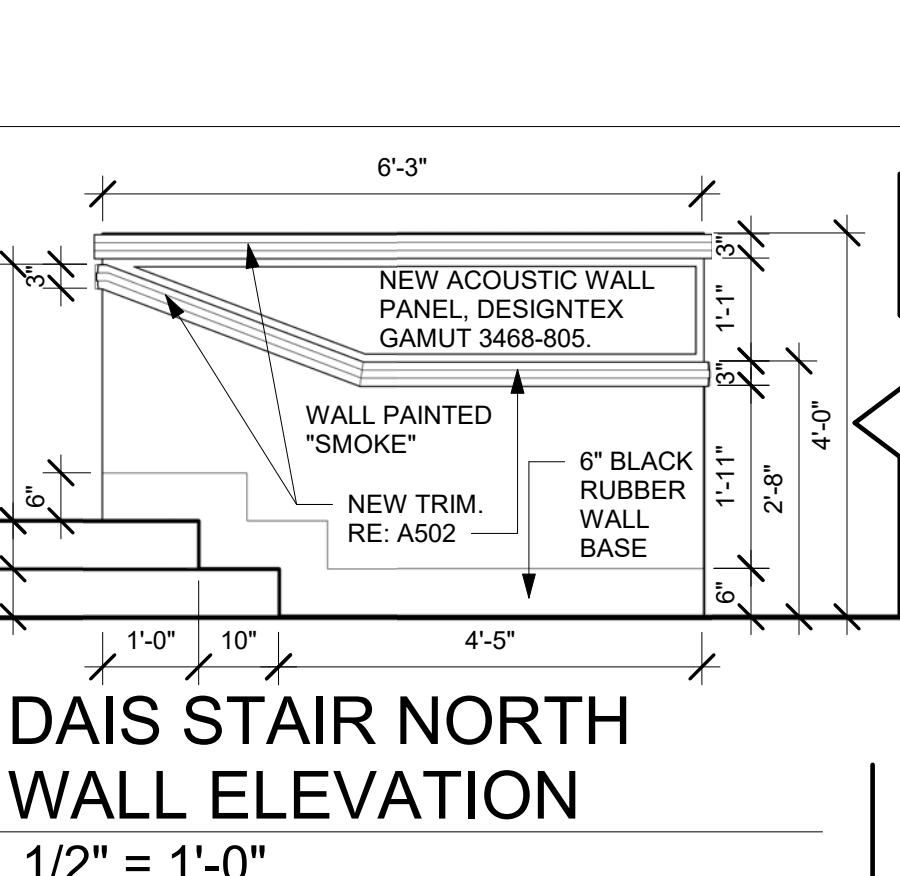 6'-3"
3"
3"
NEW ACOUSTIC WALL
PANEL, DESIGNTEX
GAMUT 3468-805.
1'-1"
3"
WALL PAINTED
"SMOKE"
4'-0"
6" BLACK
RUBBER
WALL
BASE
1'-11"
2'-8"
6"
NEW TRIM.
RE: A502
6"
1'-0"
10"
4'-5"
DAIS STAIR NORTH
WALL ELEVATION
1/2" = 1'-0"